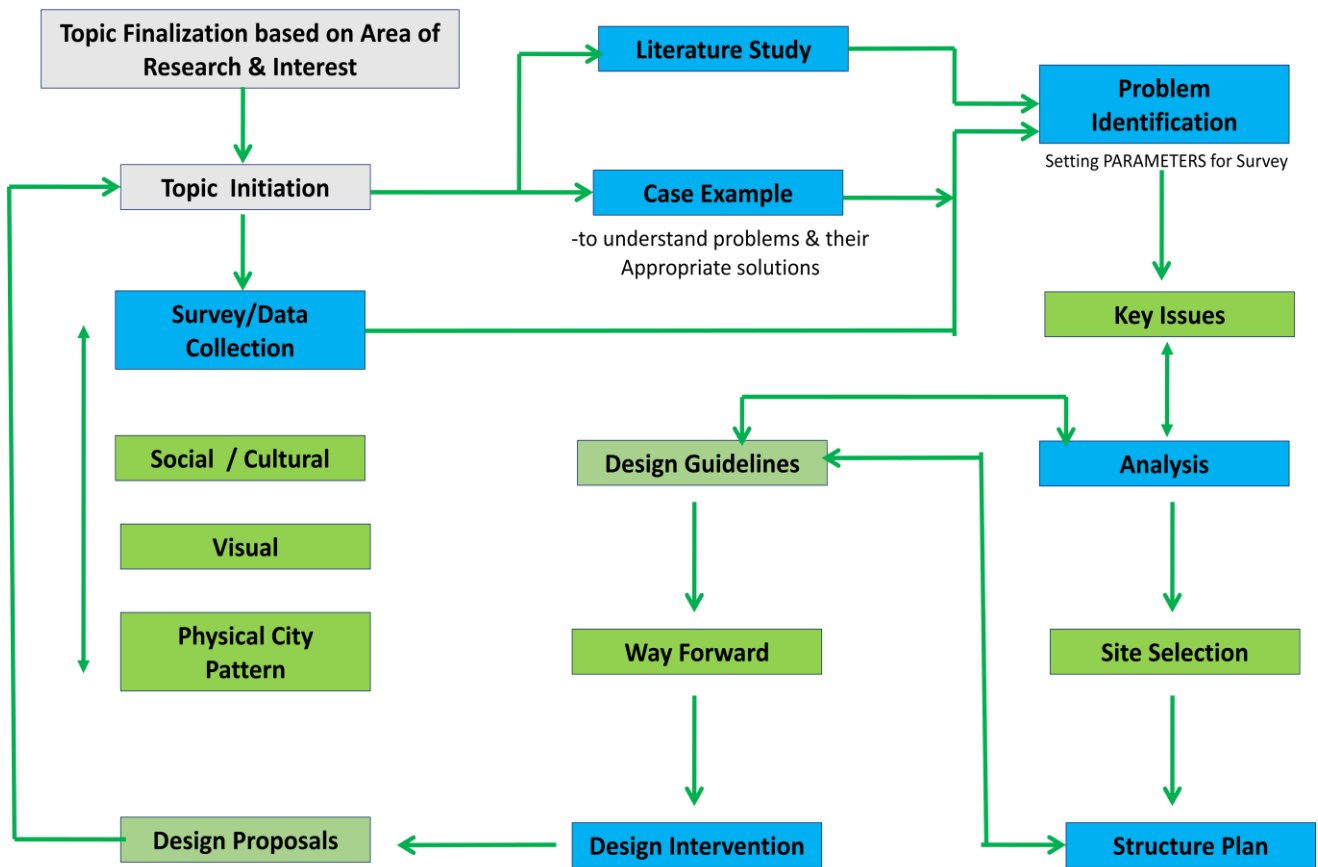 Topic Finalization based on Area of
Research & Interest
Literature Study
Problem
Identification
Setting PARAMETERS for Survey
Topic Initiation
Case Example
-to understand problems & their
Appropriate solutions
Survey/Data
Collection
Key Issues
Social / Cultural
Design Guidelines
Analysis
Visual
Physical City
Pattern
Way Forward
Site Selection
Design Proposals
Design Intervention
Structure Plan